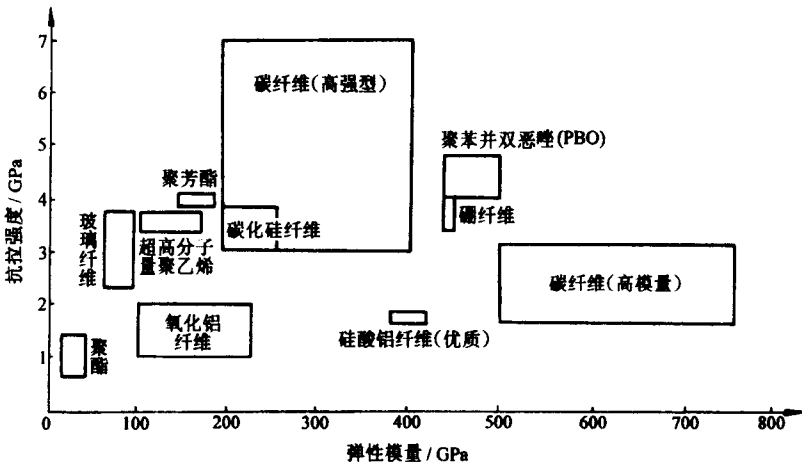 7
碳纤维(高强型)
6
5
聚苯并双恶唑(PBO)
聚芳酯
4
硼纤维
玻璃纤维
碳化硅纤维
超高分子
量聚乙烯
3
碳纤维(高模量)
2
氧化铝
纤维
硅酸铝纤维(优质)
聚酯
1
抗拉强度/GPa
0 100 200 300 400 500 600 700 800
弹性模量/GPa